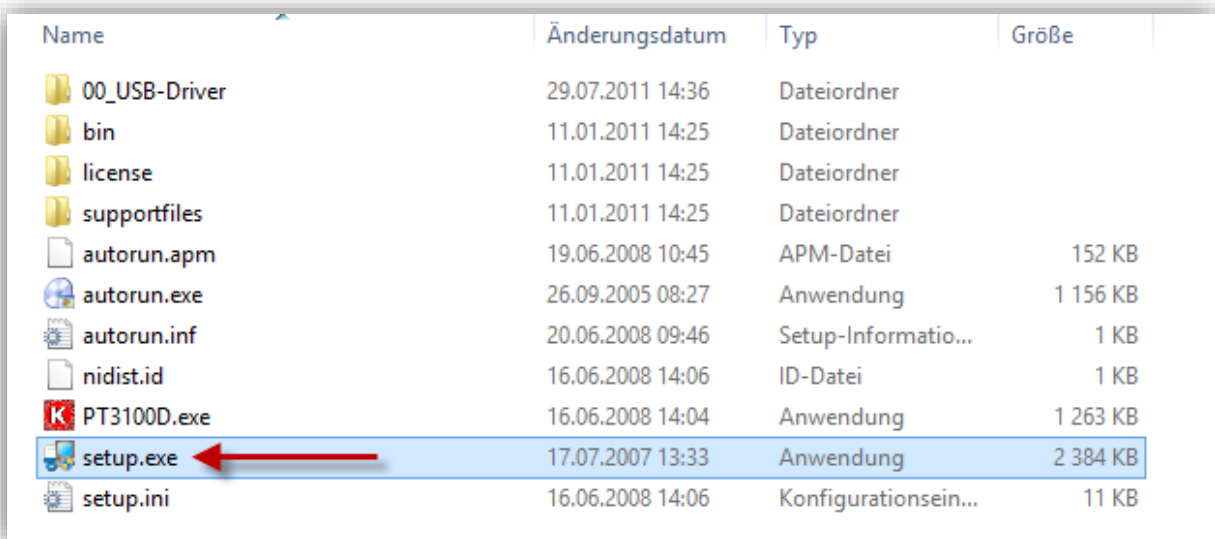 Name Änderungsdatum Typ Größe
00_USB-Driver 29.07.2011 14:36 Dateiordner
bin 11.01.2011 14:25 Dateiordner
license 11.01.2011 14:25 Dateiordner
supportfiles 11.01.2011 14:25 Dateiordner
autorun.apm 19.06.2008 10:45 APM-Datei 152 KB
autorun.exe 26.09.2005 08:27 Anwendung 1 156 KB
autorun.inf 20.06.2008 09:46 Setup-Informatio... 1 KB
nidist.id 16.06.2008 14:06 ID-Datei 1 KB
K PT3100D.exe 16.06.2008 14:04 Anwendung 1 263 KB
setup.exe 17.07.2007 13:33 Anwendung 2 384 KB
setup.ini 16.06.2008 14:06 Konfigurationsein... 11 KB